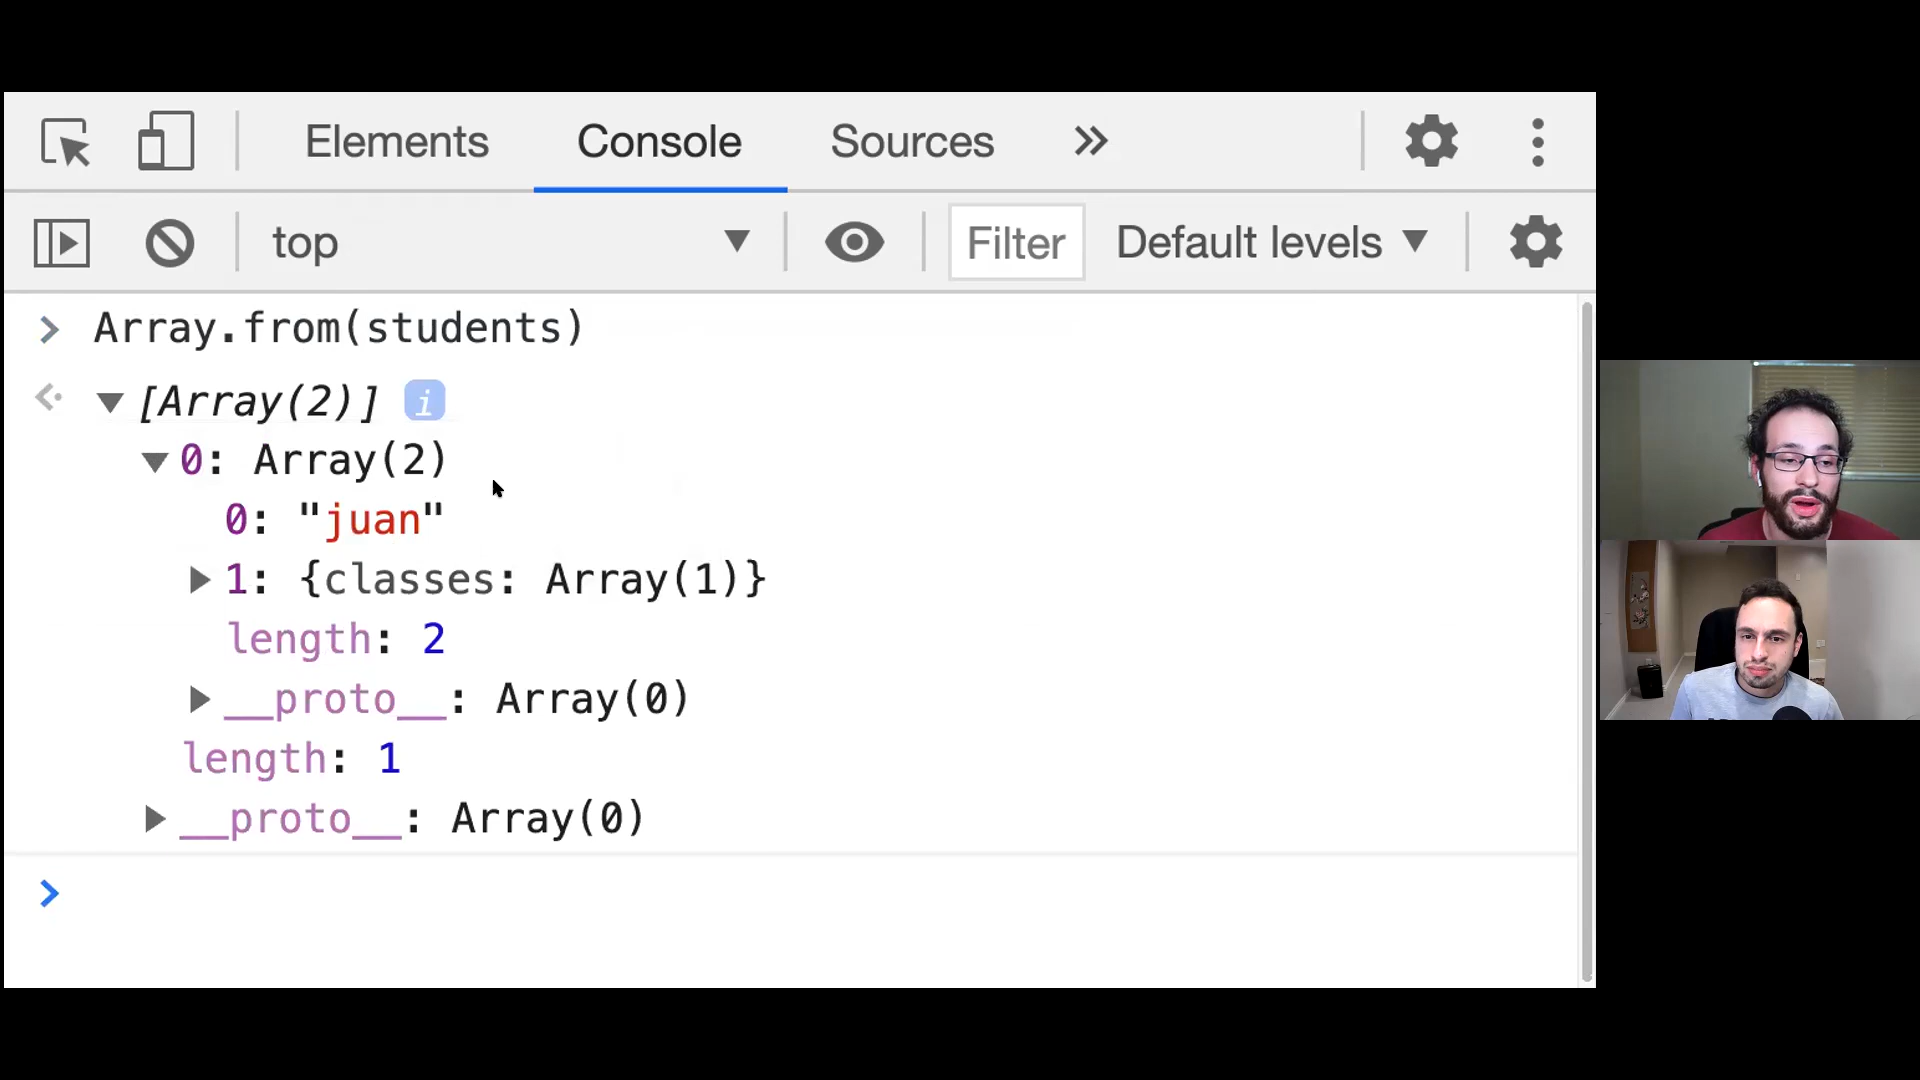 Elements Console Sources
top Filter Default levels
Array.from(students)
[Array(2)] i
0: Array(2)
0: "juan"
1: {classes: Array(1)}
length: 2
__proto__: Array(0)
length: 1
__proto__: Array(0)